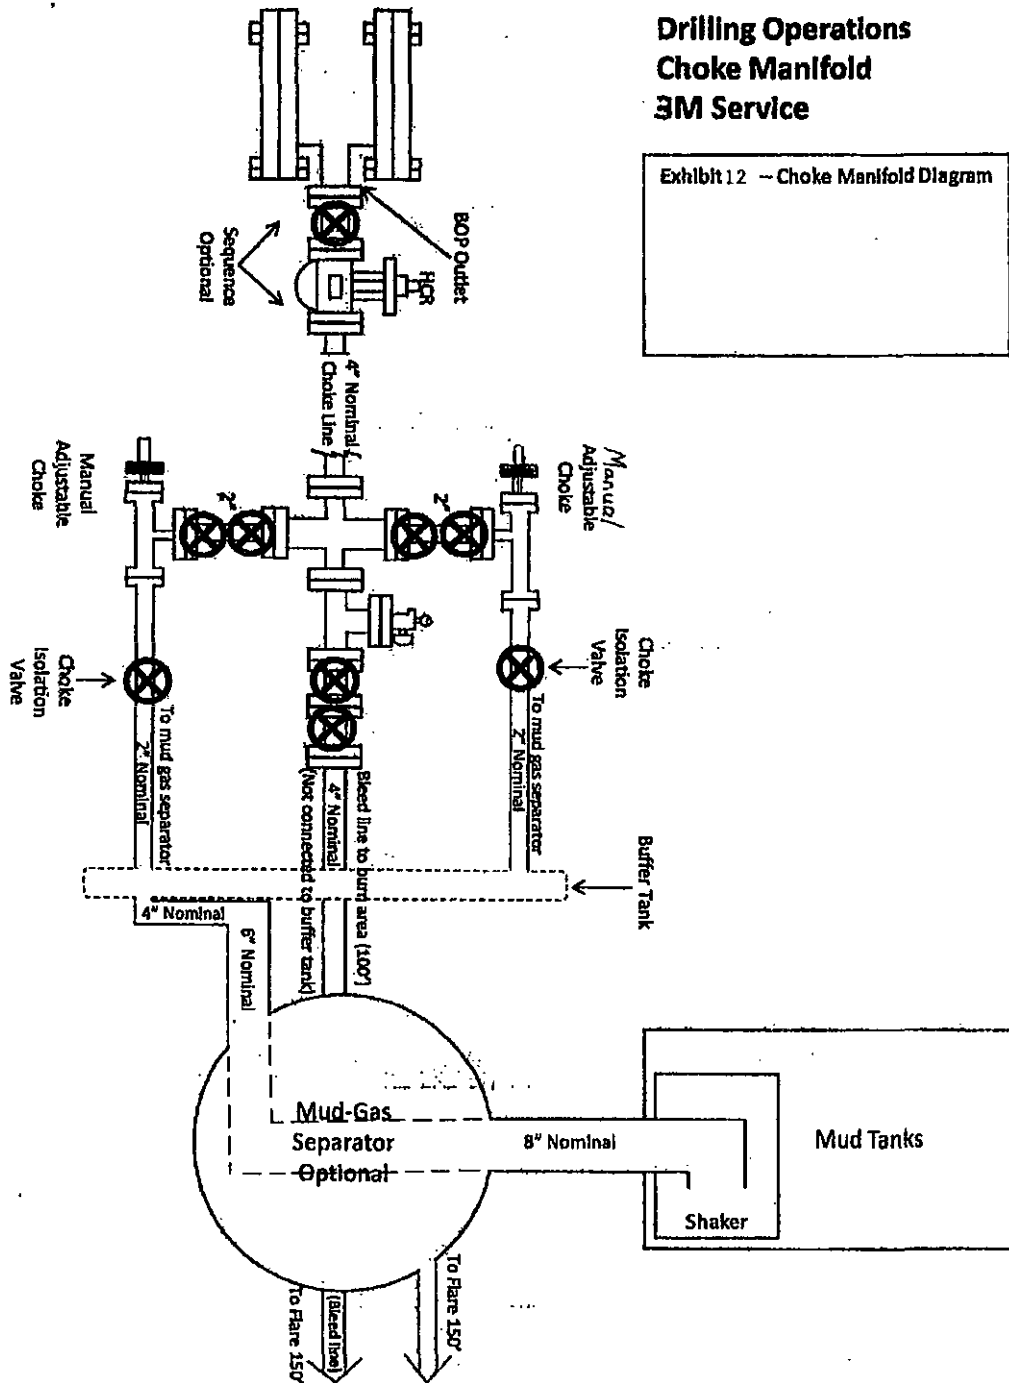 Drilling Operations
Choke Manifold
3M Service
Exhibit 12 - Choke Manifold Diagram
BOP Outlet
HCR
Sequence
Optional
4" Nominal
Choke Line
Manual
Adjustable
Choke
Manual
Adjustable
Choke
2"
2"
Choke
Isolation
Valve
Choke
Isolation
Valve
To mud gas separator
2" Nominal
Bleed line to burn area (100')
4" Nominal
(Not connected to buffer tank)
To mud gas separator
2" Nominal
Buffer Tank
4" Nominal
6" Nominal
Mud-Gas
Separator
Optional
8" Nominal
Mud Tanks
Shaker
To Flare 150'
(Bleed line)
To Flare 150'